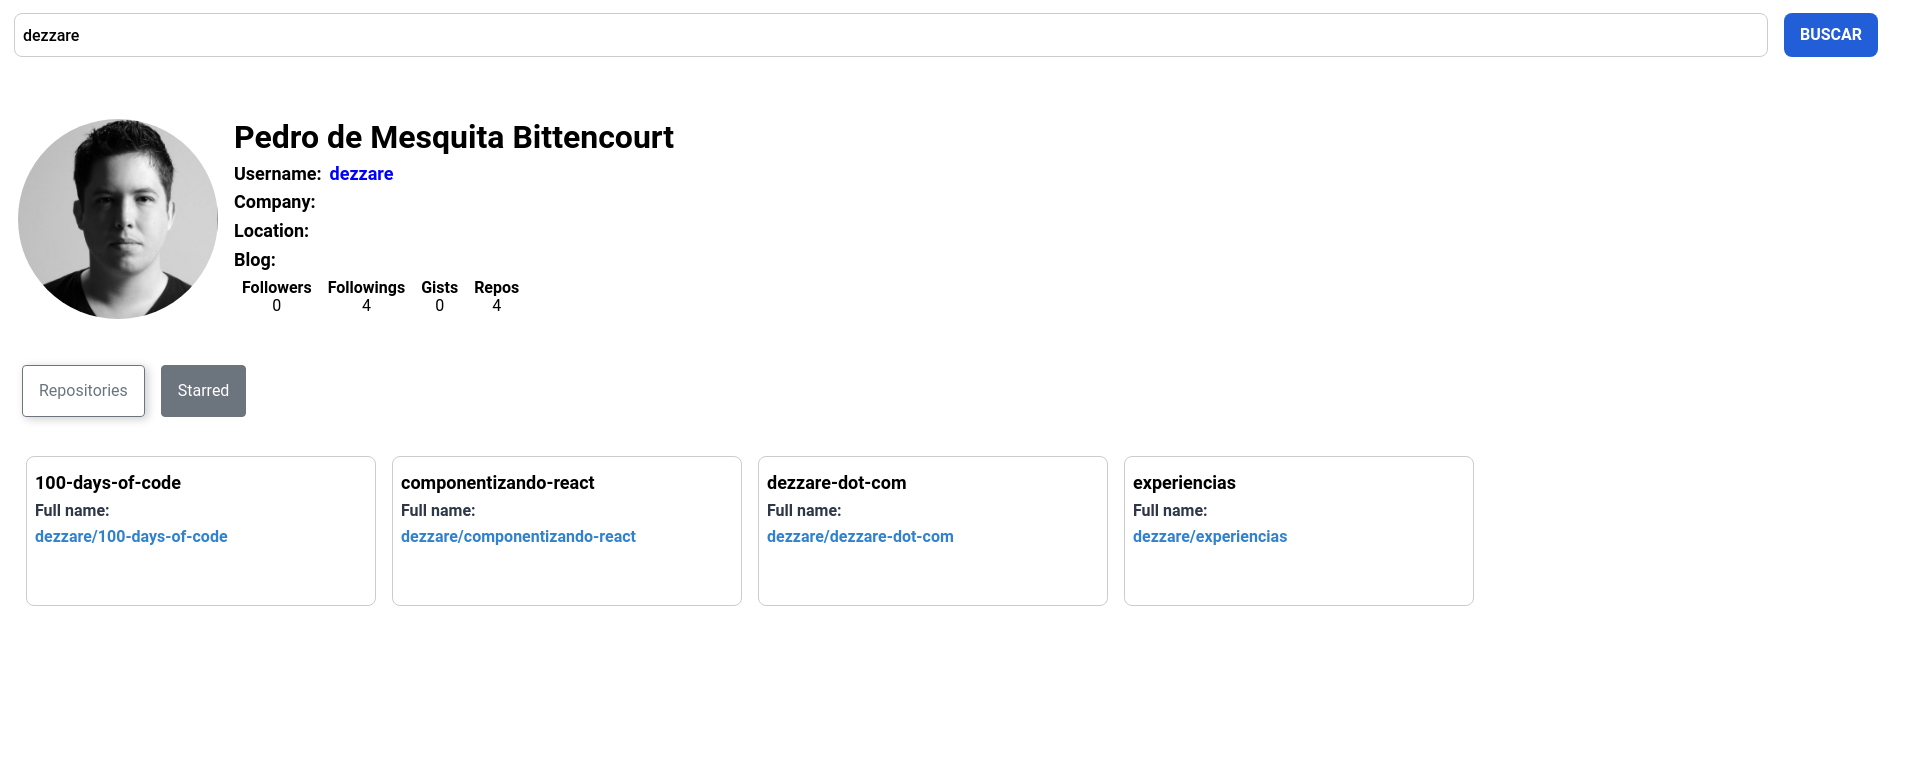 dezzare
BUSCAR
Pedro de Mesquita Bittencourt
Username: dezzare
Company:
Location:
Blog:
Followers Followings Gists Repos
0 4 0 4
Repositories
Starred
100-days-of-code
Full name:
dezzare/100-days-of-code
componentizando-react
Full name:
dezzare/componentizando-react
dezzare-dot-com
Full name:
dezzare/dezzare-dot-com
experiencias
Full name:
dezzare/experiencias